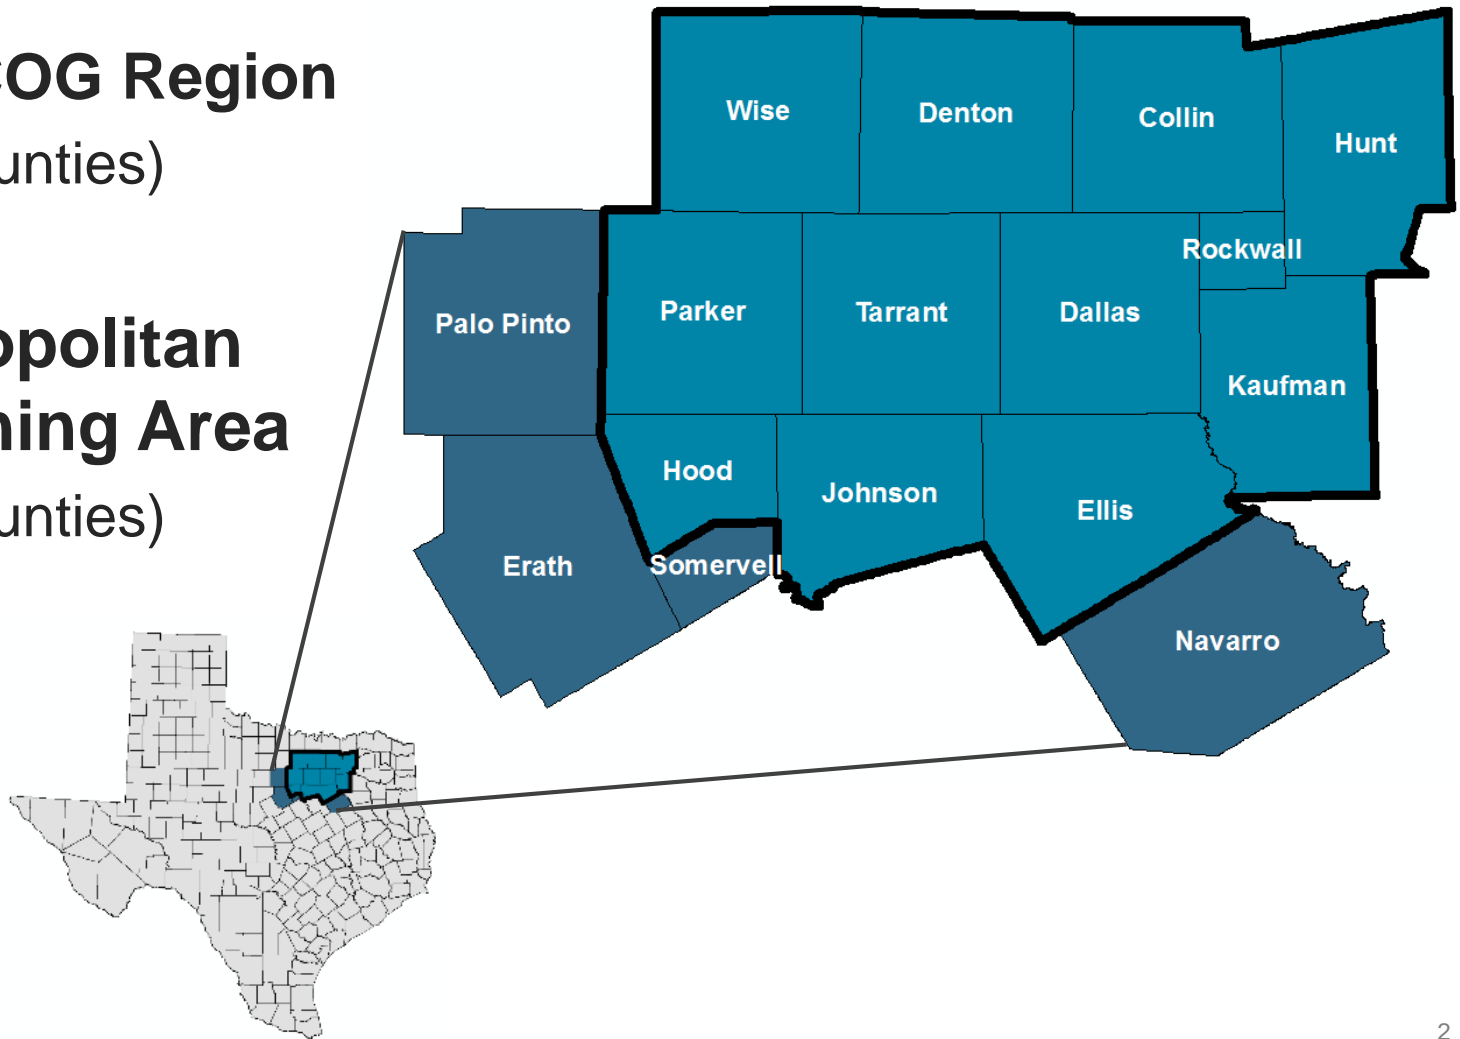 COG Region
unties)
opolitan
ning Area
unties)
Wise
Denton
Collin
Hunt
Rockwall
Palo Pinto
Parker
Tarrant
Dallas
Kaufman
Hood
Johnson
Ellis
Erath
Somervell
Navarro
2